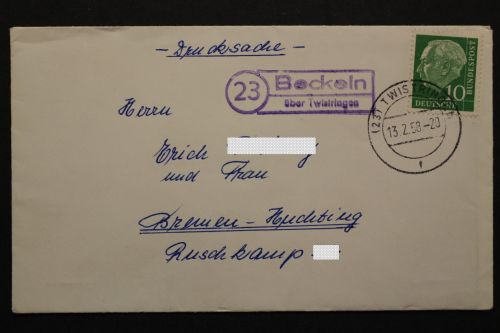 - Drucksache -
23 Beckeln
über Twistringen
10
DEUTSCHE
BUNDESPOST
(23) TWISTRINGEN
13.2.58-20
f
Herrn
Erich
und Frau
Bremen-Huchting
Ruschkamp